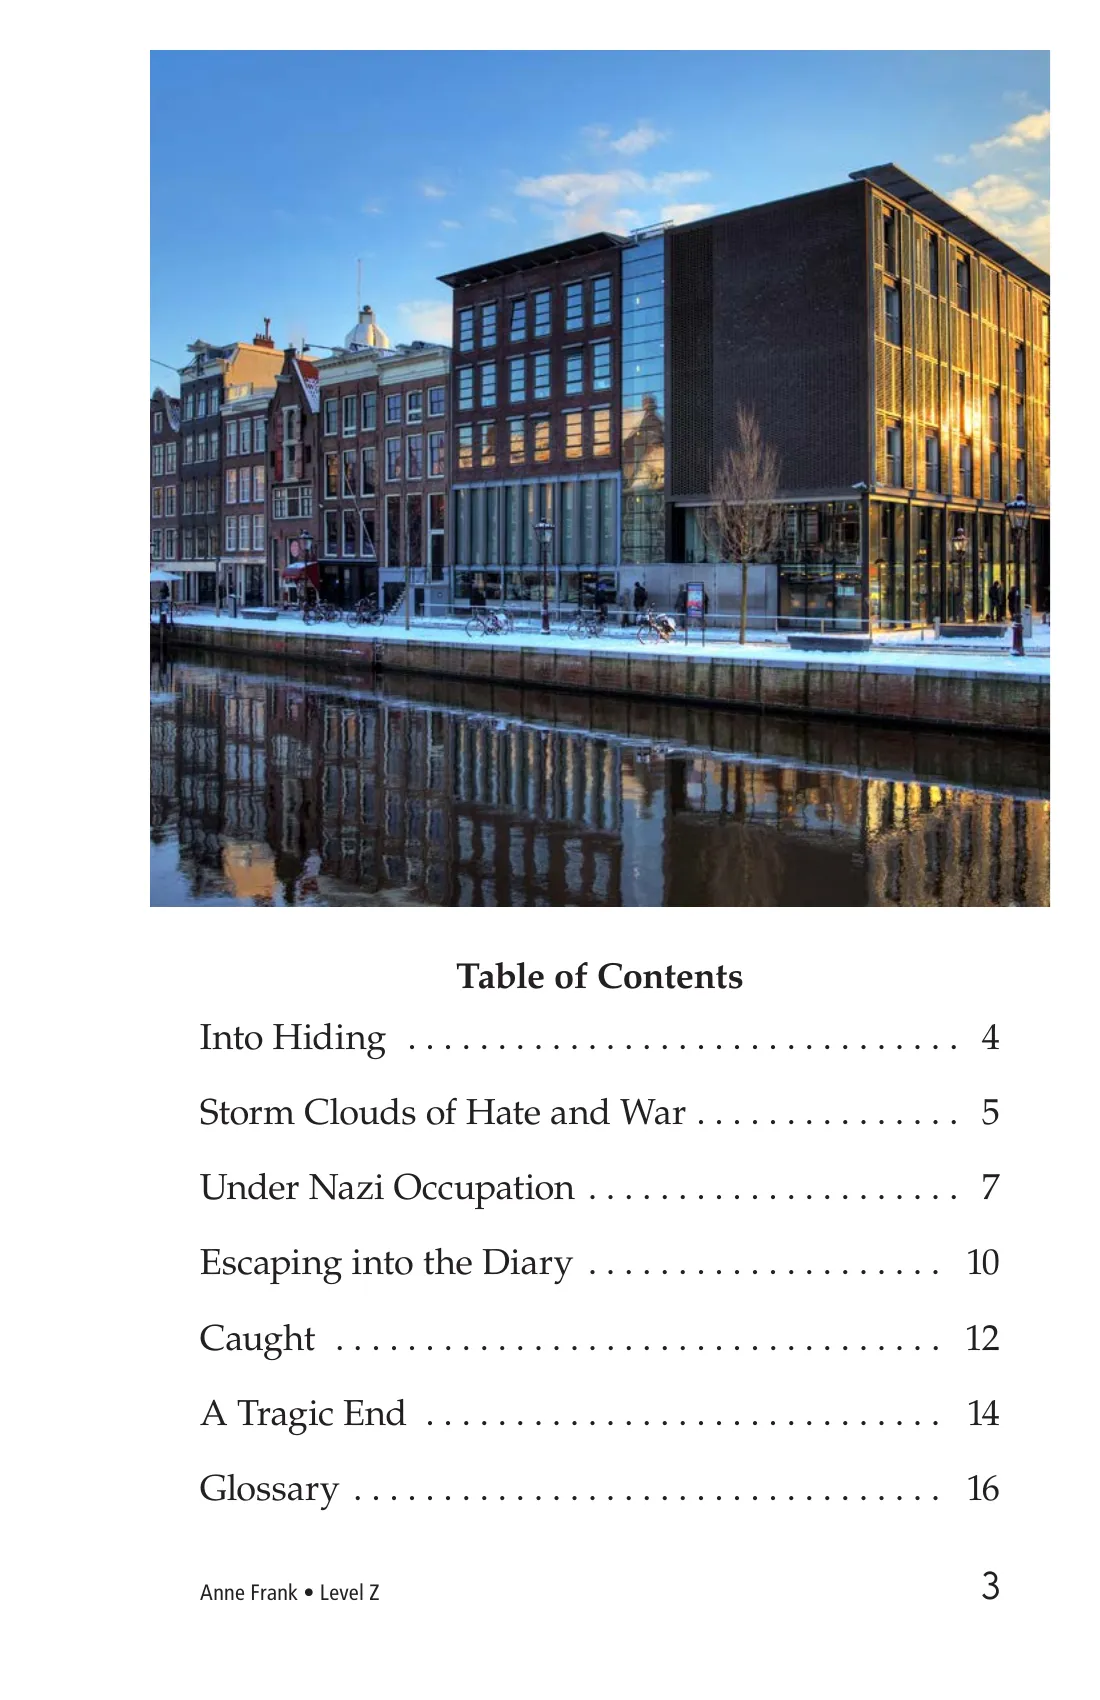 Table of Contents
Into Hiding . . . . . . . . . . . . . . . . . . . . . . . . . . . . . . . 4
Storm Clouds of Hate and War . . . . . . . . . . . . . . . 5
Under Nazi Occupation . . . . . . . . . . . . . . . . . . . . . 7
Escaping into the Diary . . . . . . . . . . . . . . . . . . . . 10
Caught . . . . . . . . . . . . . . . . . . . . . . . . . . . . . . . . . . 12
A Tragic End . . . . . . . . . . . . . . . . . . . . . . . . . . . . . 14
Glossary . . . . . . . . . . . . . . . . . . . . . . . . . . . . . . . . . 16
Anne Frank • Level Z 3